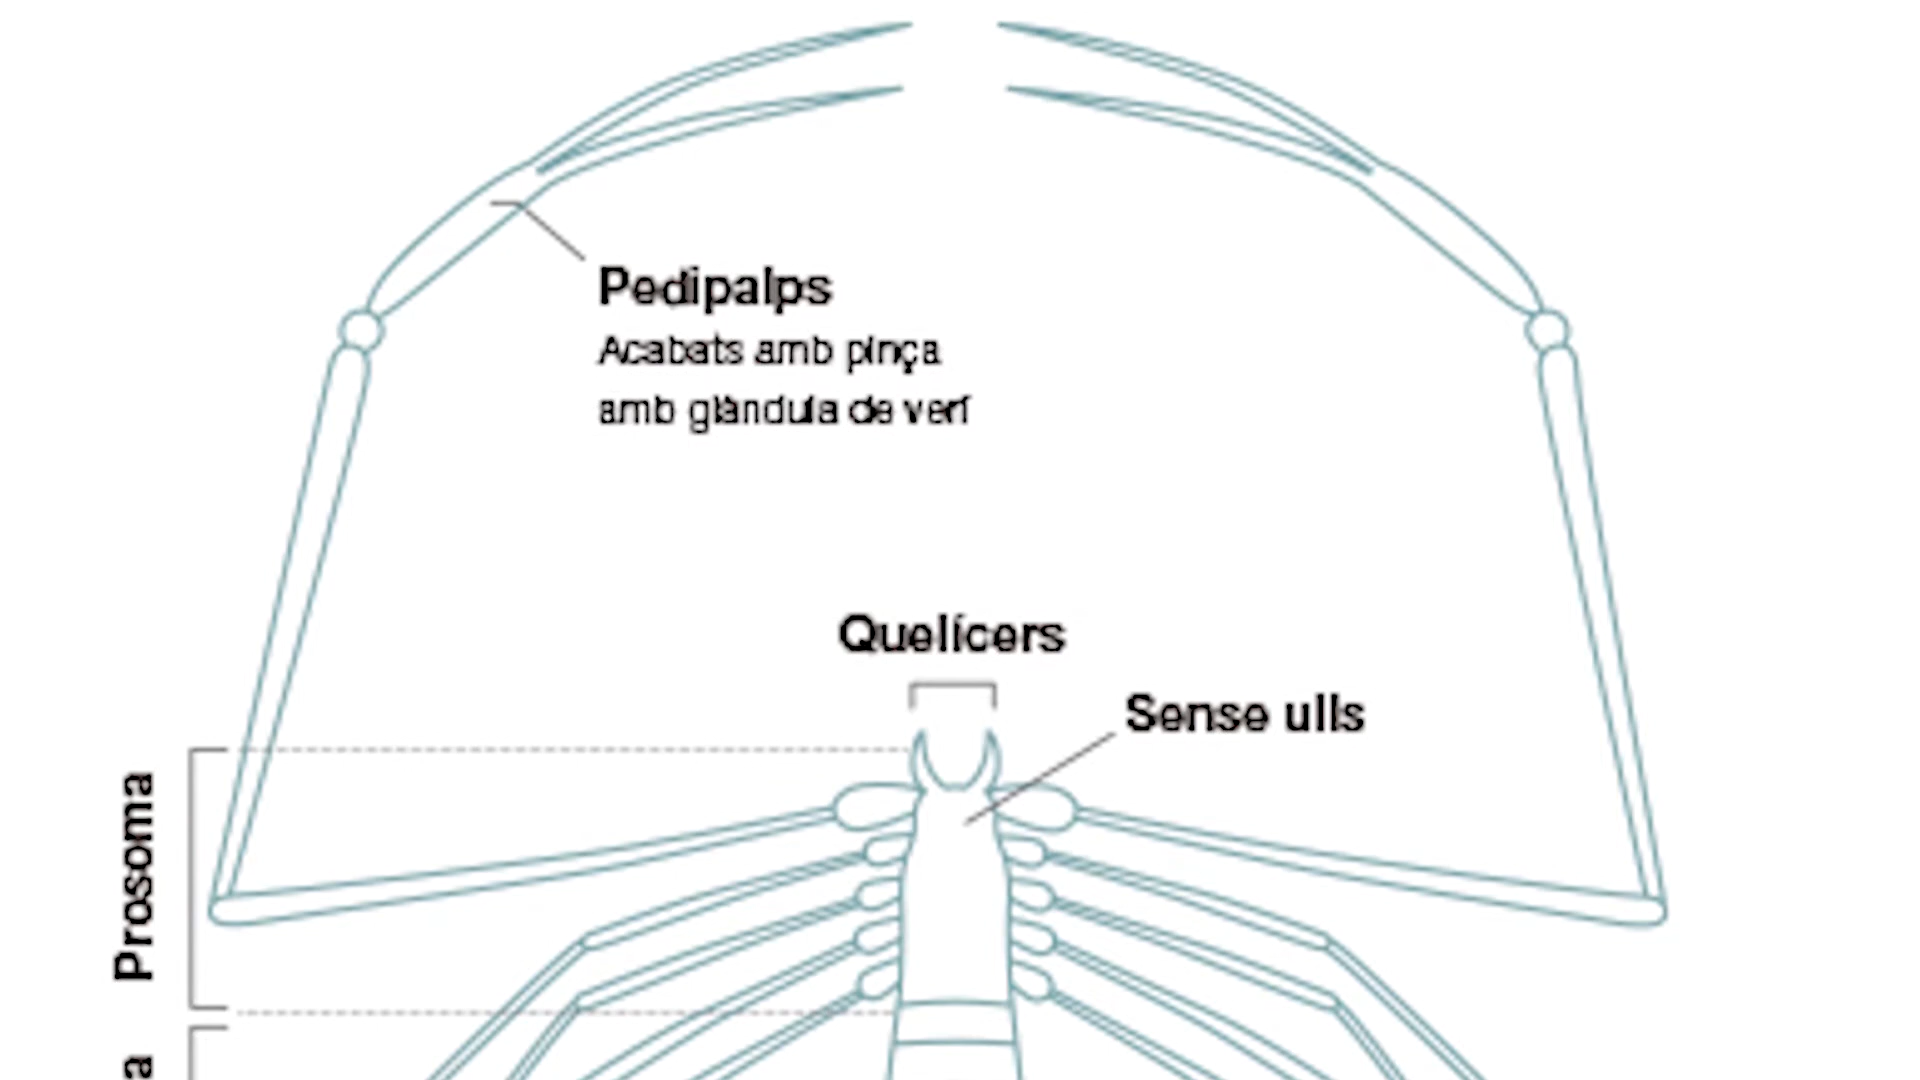 Pedipalps
Acabats amb pinça
amb glàndula de verí
Quelícers
Sense ulls
Prosoma